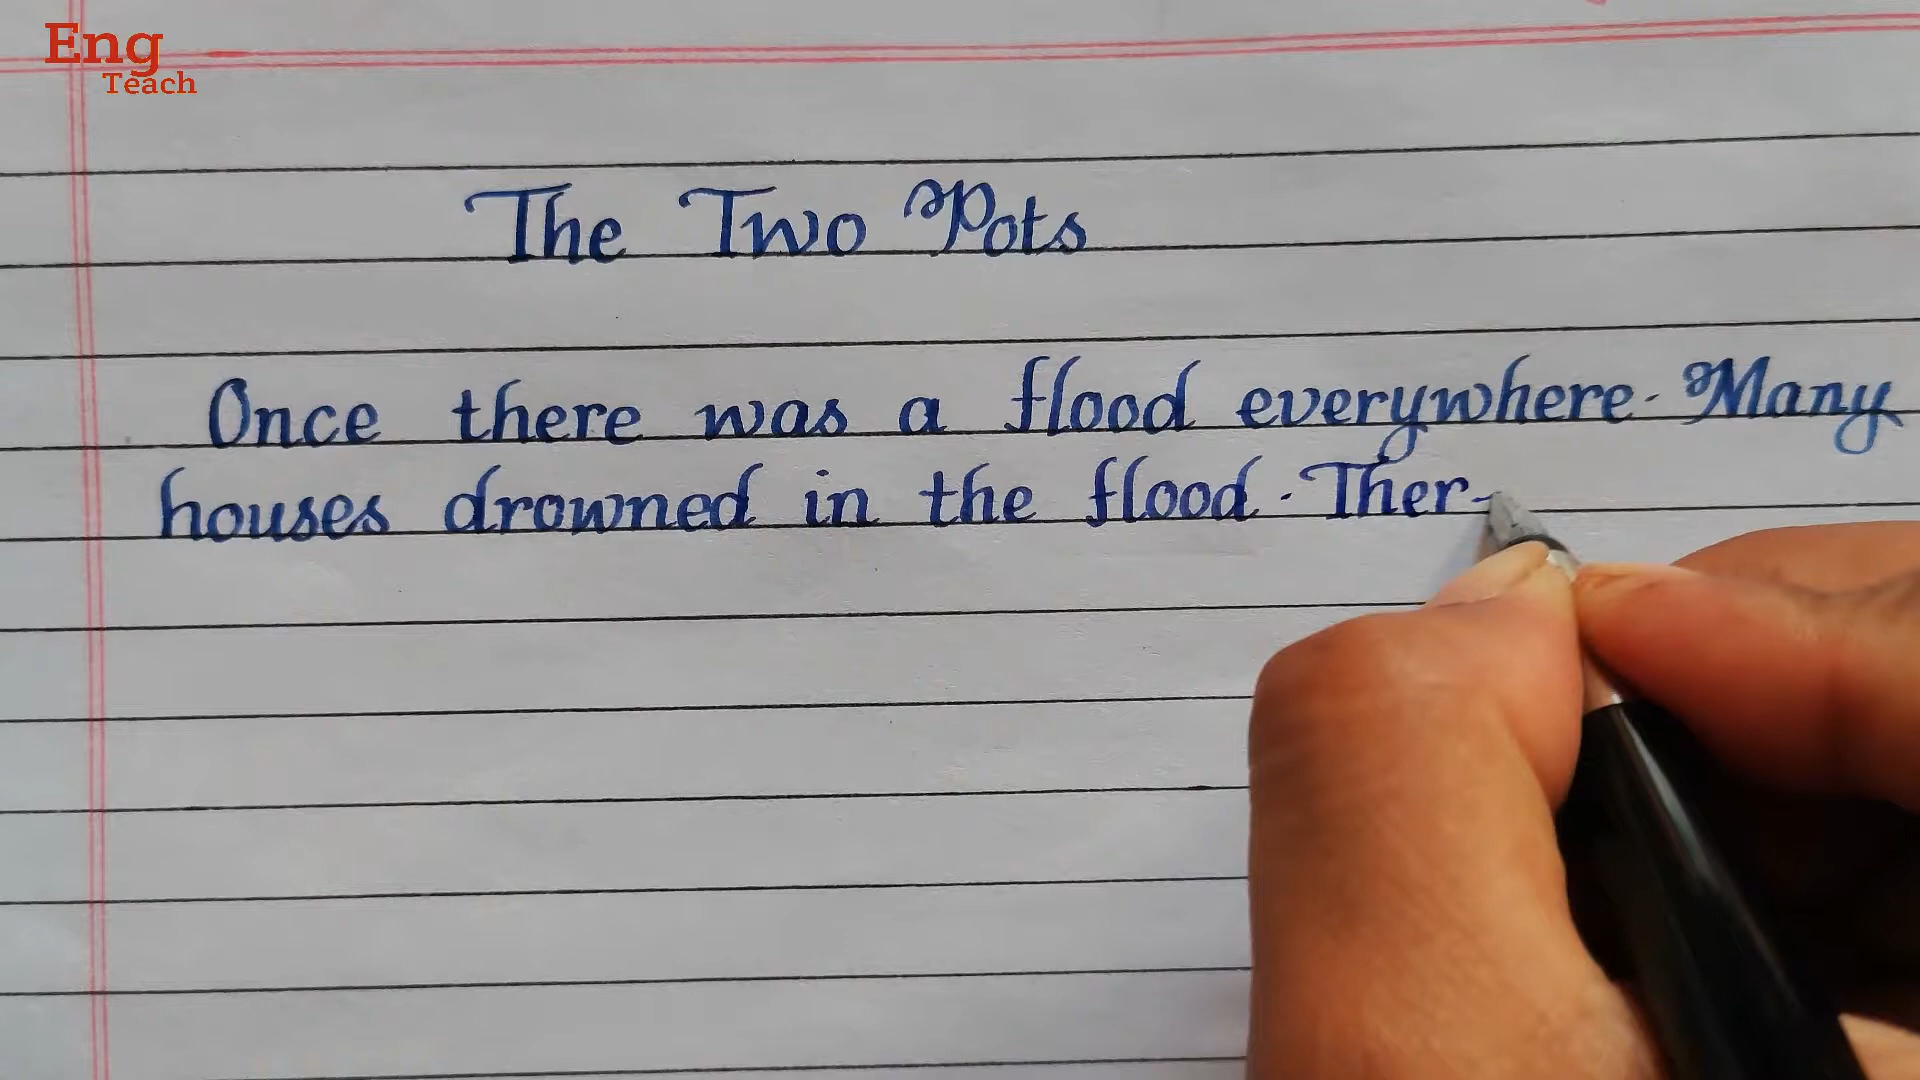 Eng
Teach
The Two Pots
Once there was a flood everywhere. Many
houses drowned in the flood. Ther